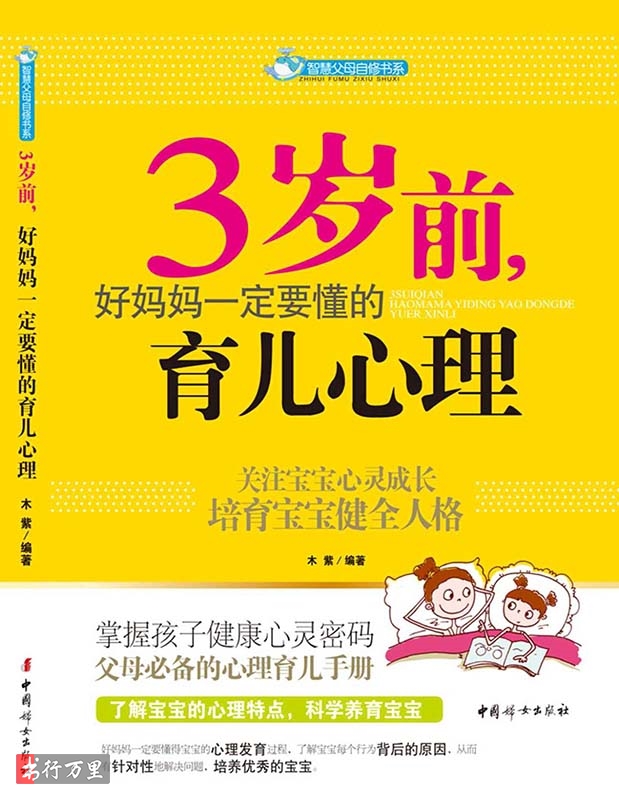 智慧父母自修书系
ZHIHUI FUMU ZIXIU SHUXI
3岁前,
好妈妈一定要懂的
3SUIQIAN
HAOMAMA YIDING YAO DONGDE
YUER XINLI
育儿心理
关注宝宝心灵成长
培育宝宝健全人格
木 紫/编著
掌握孩子健康心灵密码
父母必备的心理育儿手册
了解宝宝的心理特点，科学养育宝宝
中国妇女出版社
好妈妈一定要懂得宝宝的心理发育过程，了解宝宝每个行为背后的原因，从而
有针对性地解决问题，培养优秀的宝宝。
智慧父母自修书系
3岁前，好妈妈一定要懂的育儿心理
木 紫/编著
中国妇女出版
书行万里